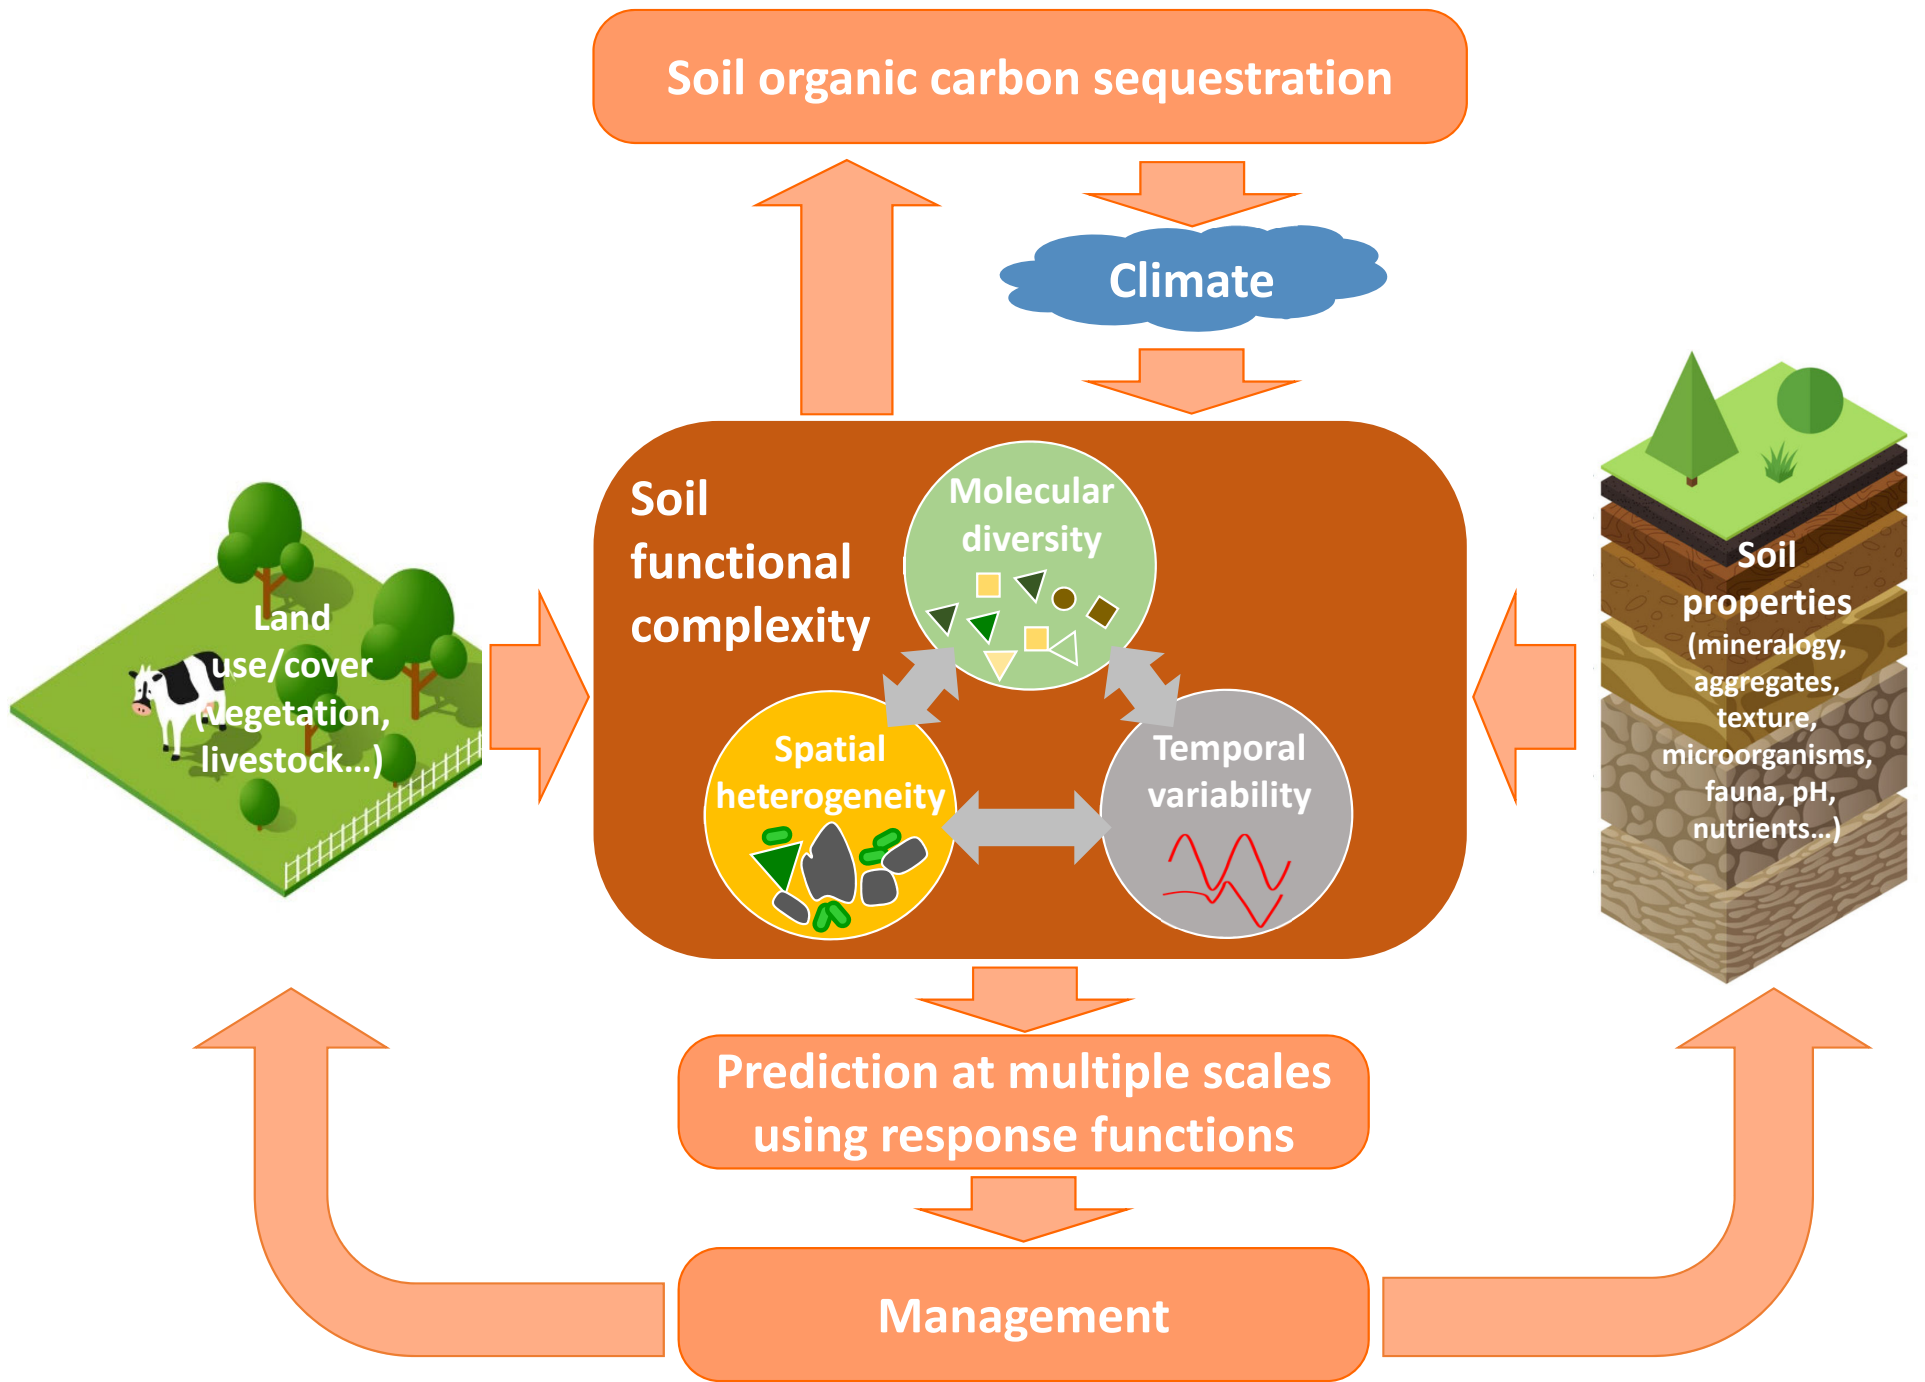 Soil organic carbon sequestration
Climate
Soil
functional
complexity
Molecular
diversity
Spatial
heterogeneity
Temporal
variability
Land
use/cover
(vegetation,
livestock...)
Soil
properties
(mineralogy,
aggregates,
texture,
microorganisms,
fauna, pH,
nutrients...)
Prediction at multiple scales
using response functions
Management